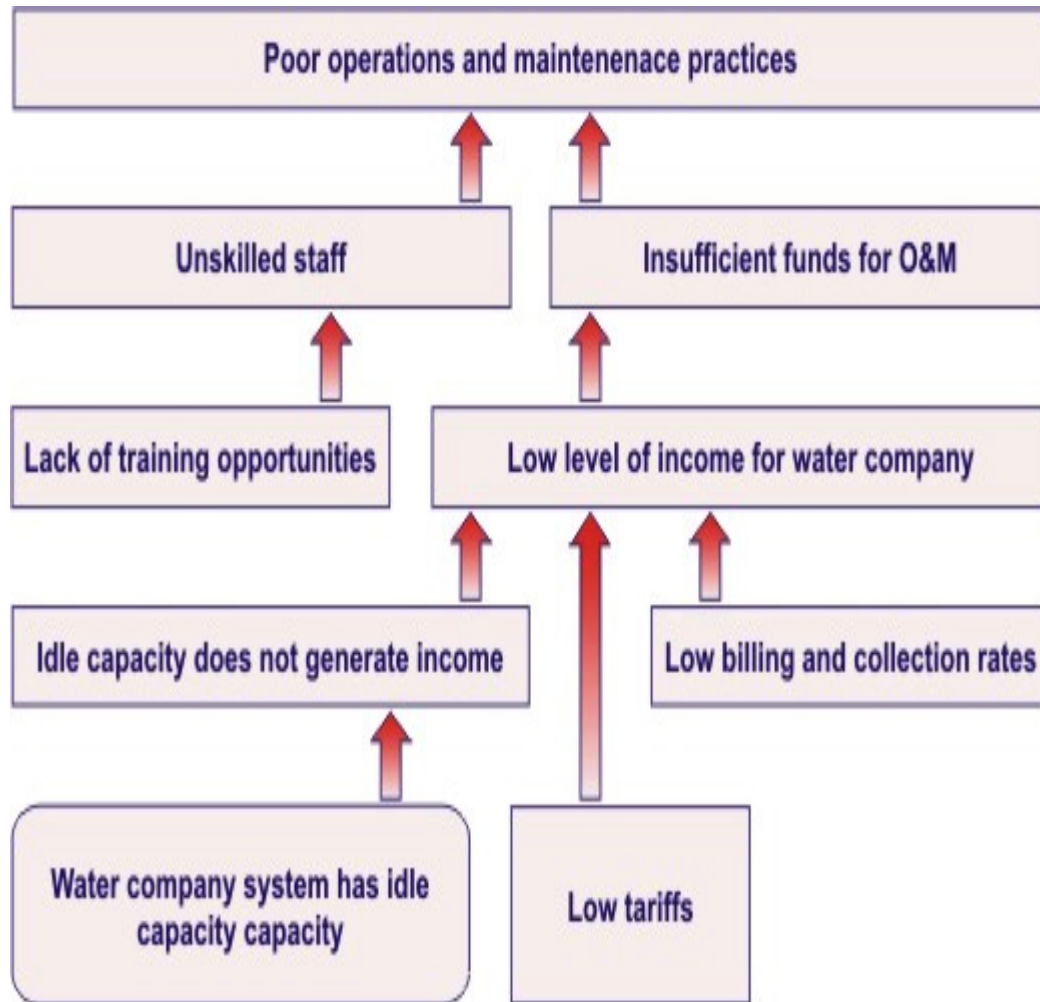 Poor operations and maintenenace practices
Unskilled staff
Insufficient funds for O&M
Lack of training opportunities
Low level of income for water company
Idle capacity does not generate income
Low billing and collection rates
Water company system has idle
capacity capacity
Low tariffs